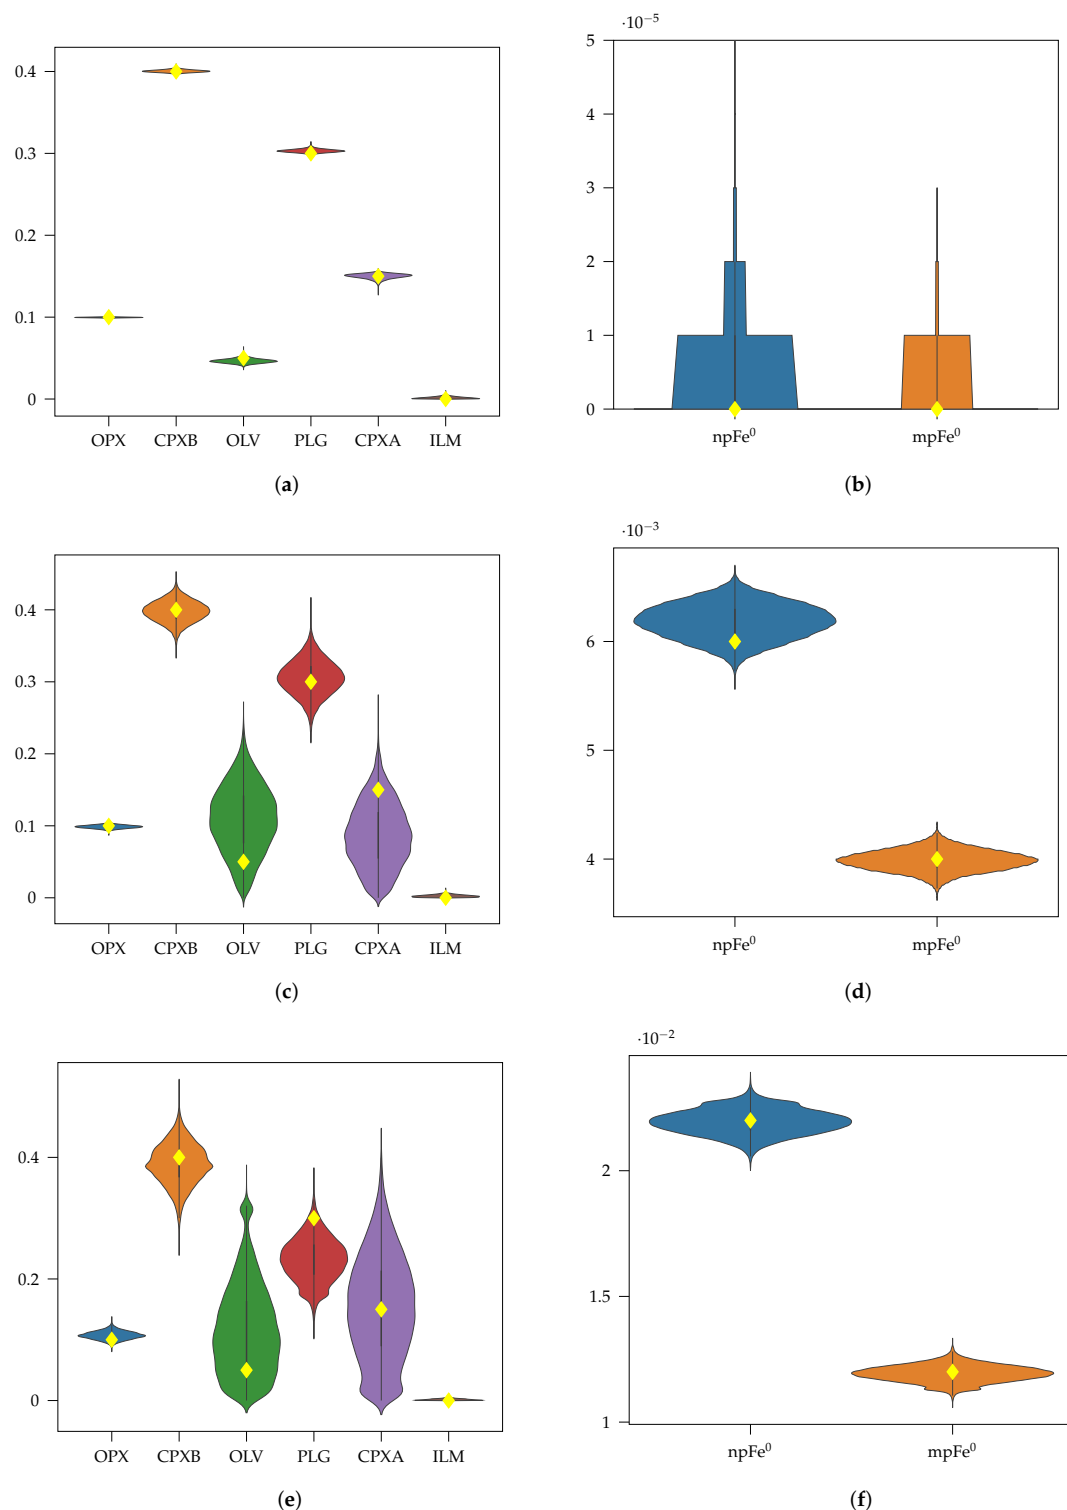 0.4
0.3
0.2
0.1
0
OPX CPXB OLV PLG CPXA ILM
(a)
·10⁻⁵
5
4
3
2
1
0
npFe⁰ mpFe⁰
(b)
0.4
0.3
0.2
0.1
0
OPX CPXB OLV PLG CPXA ILM
(c)
·10⁻³
6
5
4
npFe⁰ mpFe⁰
(d)
0.4
0.2
0
OPX CPXB OLV PLG CPXA ILM
(e)
·10⁻²
2
1.5
1
npFe⁰ mpFe⁰
(f)